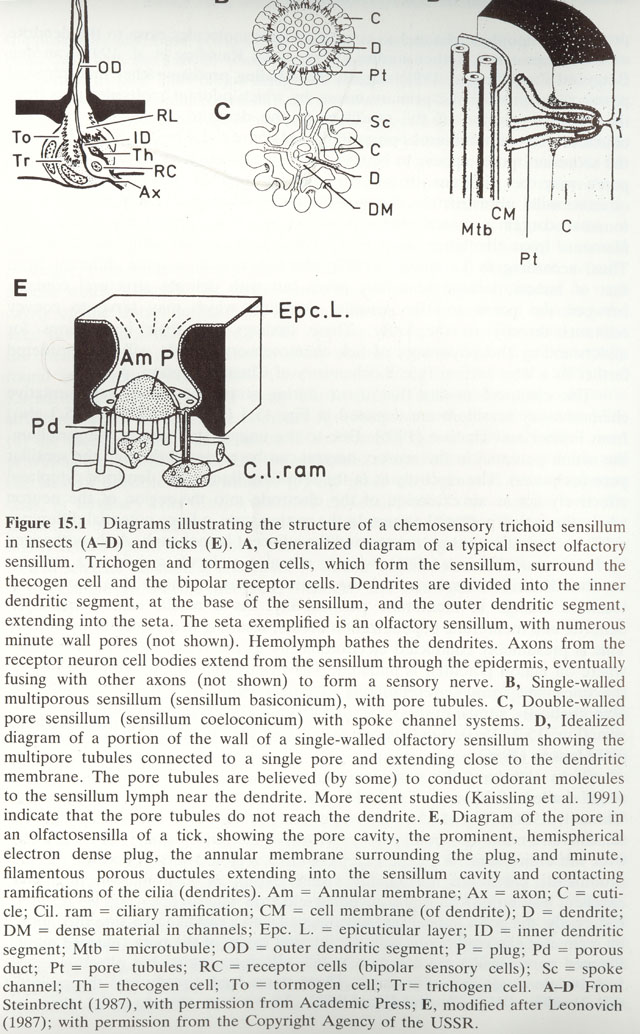 C
D
Pt
OD
RL
To
ID
Tr
Th
RC
Ax
C
Sc
C
D
DM
CM
Mtb
C
Pt
E
Epc.L.
Am P
Pd
C.l.ram
Figure 15.1 Diagrams illustrating the structure of a chemosensory trichoid sensillum
in insects (A–D) and ticks (E). A, Generalized diagram of a typical insect olfactory
sensillum. Trichogen and tormogen cells, which form the sensillum, surround the
thecogen cell and the bipolar receptor cells. Dendrites are divided into the inner
dendritic segment, at the base of the sensillum, and the outer dendritic segment,
extending into the seta. The seta exemplified is an olfactory sensillum, with numerous
minute wall pores (not shown). Hemolymph bathes the dendrites. Axons from the
receptor neuron cell bodies extend from the sensillum through the epidermis, eventually
fusing with other axons (not shown) to form a sensory nerve. B, Single-walled
multiporous sensillum (sensillum basiconicum), with pore tubules. C, Double-walled
pore sensillum (sensillum coeloconicum) with spoke channel systems. D, Idealized
diagram of a portion of the wall of a single-walled olfactory sensillum showing the
multipore tubules connected to a single pore and extending close to the dendritic
membrane. The pore tubules are believed (by some) to conduct odorant molecules
to the sensillum lymph near the dendrite. More recent studies (Kaissling et al. 1991)
indicate that the pore tubules do not reach the dendrite. E, Diagram of the pore in
an olfactosensilla of a tick, showing the pore cavity, the prominent, hemispherical
electron dense plug, the annular membrane surrounding the plug, and minute,
filamentous porous ductules extending into the sensillum cavity and contacting
ramifications of the cilia (dendrites). Am = Annular membrane; Ax = axon; C = cuti-
cle; Cil. ram = ciliary ramification; CM = cell membrane (of dendrite); D = dendrite;
DM = dense material in channels; Epc. L. = epicuticular layer; ID = inner dendritic
segment; Mtb = microtubule; OD = outer dendritic segment; P = plug; Pd = porous
duct; Pt = pore tubules; RC = receptor cells (bipolar sensory cells); Sc = spoke
channel; Th = thecogen cell; To = tormogen cell; Tr= trichogen cell. A–D From
Steinbrecht (1987), with permission from Academic Press; E, modified after Leonovich
(1987); with permission from the Copyright Agency of the USSR.